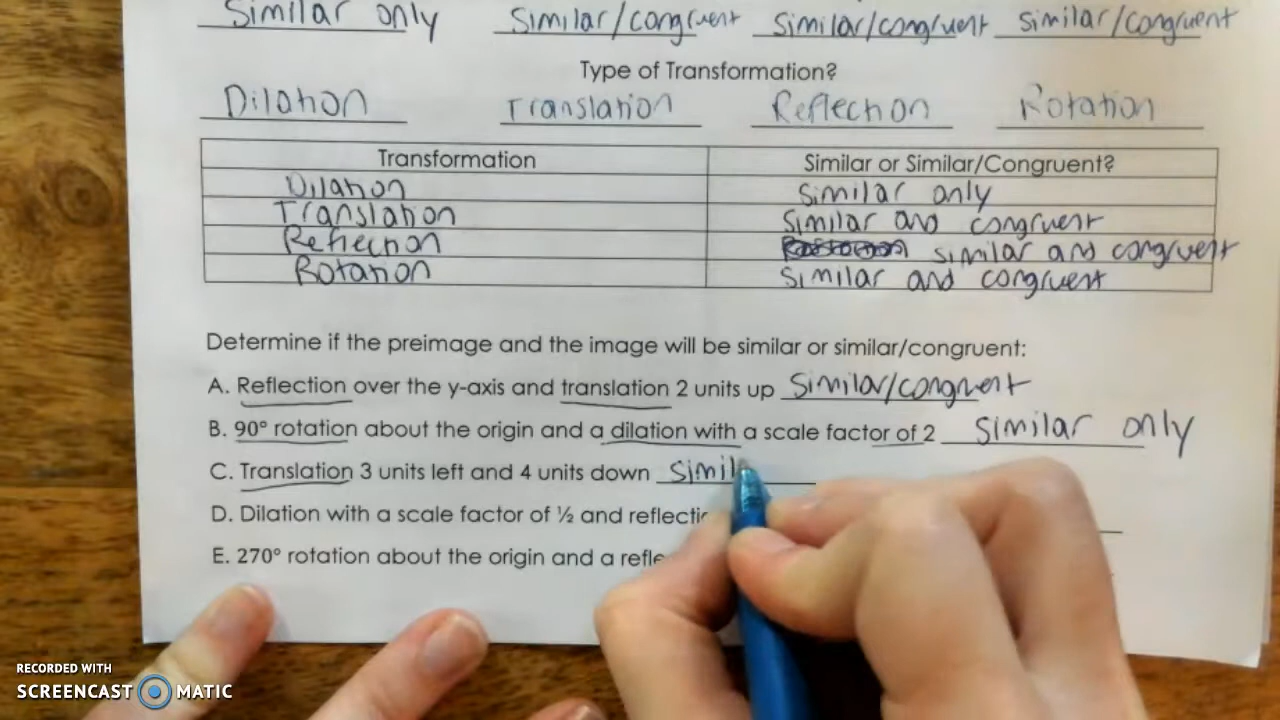 Similar only Similar/congruent Similar/congruent Similar/congruent
Type of Transformation?
Dilation Translation Reflection Rotation
Transformation Similar or Similar/Congruent?
Dilation Similar only
Translation Similar and congruent
Reflection similar and congruent
Rotation Similar and congruent
Determine if the preimage and the image will be similar or similar/congruent:
A. Reflection over the y-axis and translation 2 units up Similar/congruent
B. 90° rotation about the origin and a dilation with a scale factor of 2 Similar only
C. Translation 3 units left and 4 units down Simil
D. Dilation with a scale factor of ½ and reflectio
E. 270° rotation about the origin and a refle
RECORDED WITH
SCREENCAST MATIC